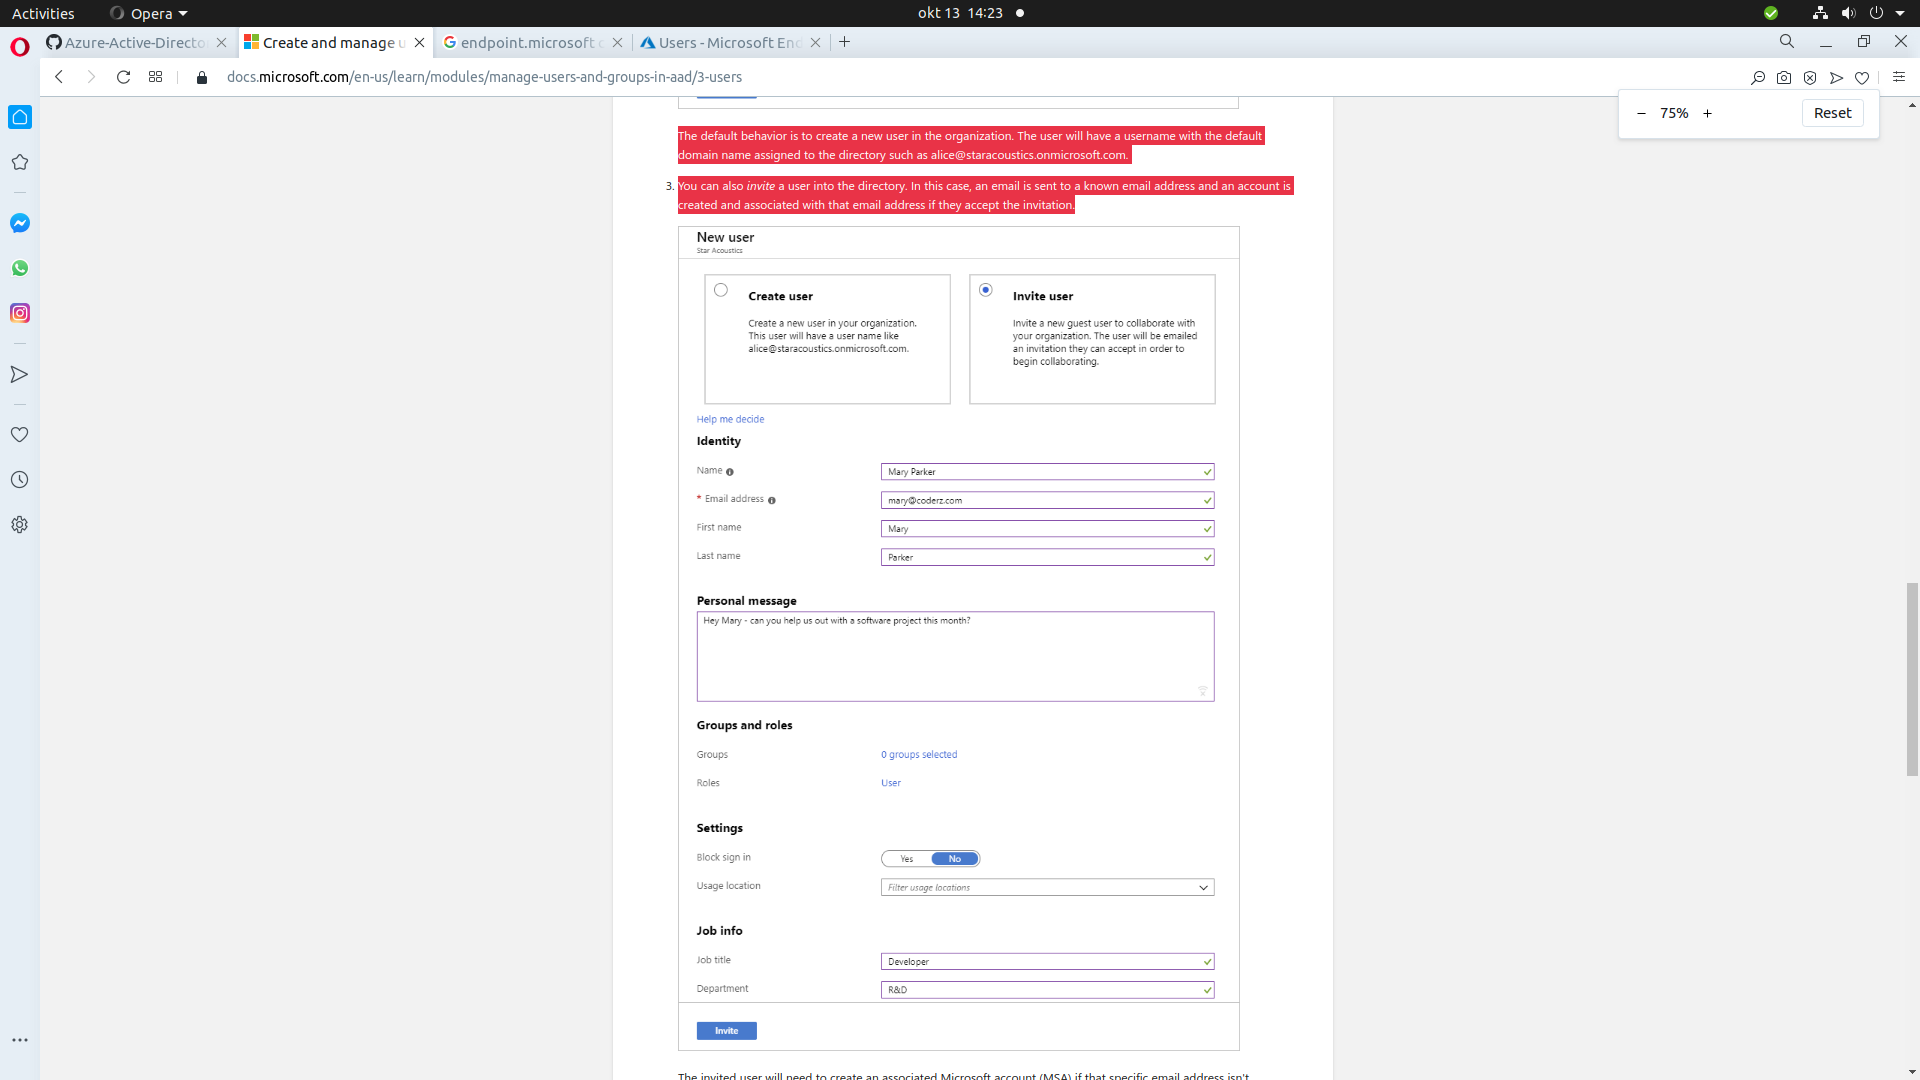 Activities
Opera
okt 13 14:23
Azure-Active-Directo
Create and manage u
endpoint.microsoft c
Users - Microsoft End
docs.microsoft.com/en-us/learn/modules/manage-users-and-groups-in-aad/3-users
75%
Reset
The default behavior is to create a new user in the organization. The user will have a username with the default
domain name assigned to the directory such as alice@staracoustics.onmicrosoft.com.
3. You can also invite a user into the directory. In this case, an email is sent to a known email address and an account is
created and associated with that email address if they accept the invitation.
New user
Star Acoustics
Create user
Create a new user in your organization.
This user will have a user name like
alice@staracoustics.onmicrosoft.com.
Invite user
Invite a new guest user to collaborate with
your organization. The user will be emailed
an invitation they can accept in order to
begin collaborating.
Help me decide
Identity
Name
Mary Parker
* Email address
mary@coderz.com
First name
Mary
Last name
Parker
Personal message
Hey Mary - can you help us out with a software project this month?
Groups and roles
Groups
0 groups selected
Roles
User
Settings
Block sign in
Yes No
Usage location
Filter usage locations
Job info
Job title
Developer
Department
R&D
Invite
The invited user will need to create an associated Microsoft account (MSA) if that specific email address isn't